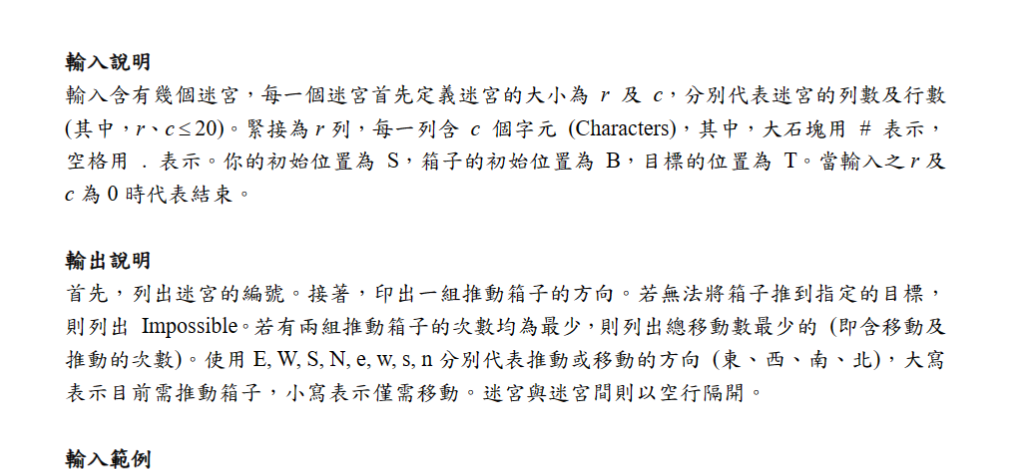 輸入說明
輸入含有幾個迷宮，每一個迷宮首先定義迷宮的大小為 r 及 c，分別代表迷宮的列數及行數
(其中，r、c≤20)。緊接為 r 列，每一列含 c 個字元 (Characters)，其中，大石塊用 # 表示，
空格用 . 表示。你的初始位置為 S，箱子的初始位置為 B，目標的位置為 T。當輸入之 r 及
c 為 0 時代表結束。
輸出說明
首先，列出迷宮的編號。接著，印出一組推動箱子的方向。若無法將箱子推到指定的目標，
則列出 Impossible。若有兩組推動箱子的次數均為最少，則列出總移動數最少的 (即含移動及
推動的次數)。使用 E, W, S, N, e, w, s, n 分別代表推動或移動的方向 (東、西、南、北)，大寫
表示目前需推動箱子，小寫表示僅需移動。迷宮與迷宮間則以空行隔開。
輸入範例